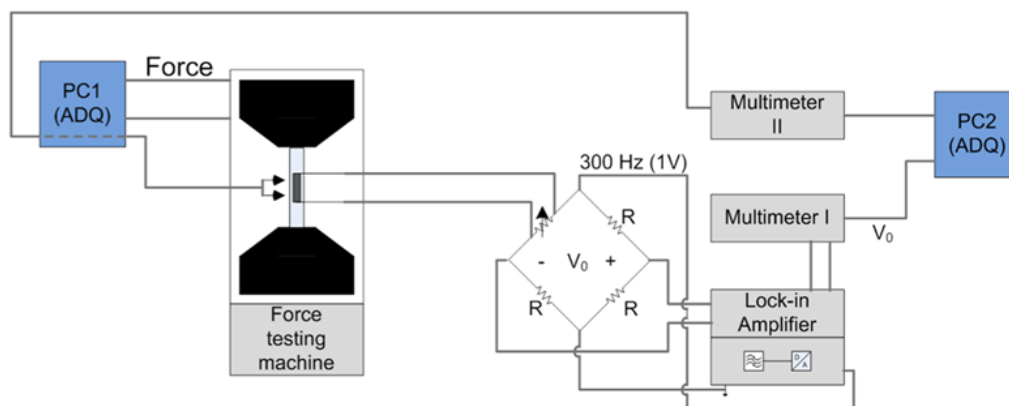 PC1
(ADQ)
Force
Force
testing
machine
300 Hz (1V)
R
- V₀ +
R
R
Multimeter
II
PC2
(ADQ)
Multimeter I
V₀
Lock-in
Amplifier
D/A